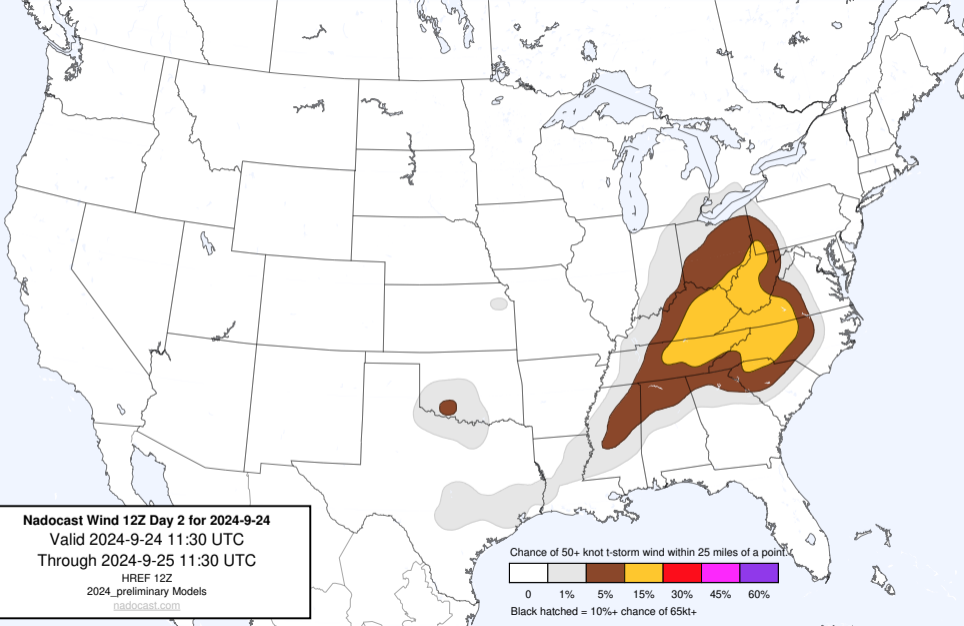 Nadocast Wind 12Z Day 2 for 2024-9-24
Valid 2024-9-24 11:30 UTC
Through 2024-9-25 11:30 UTC
HREF 12Z
2024_preliminary Models
nadocast.com
Chance of 50+ knot t-storm wind within 25 miles of a point.
0 1% 5% 15% 30% 45% 60%
Black hatched = 10%+ chance of 65kt+